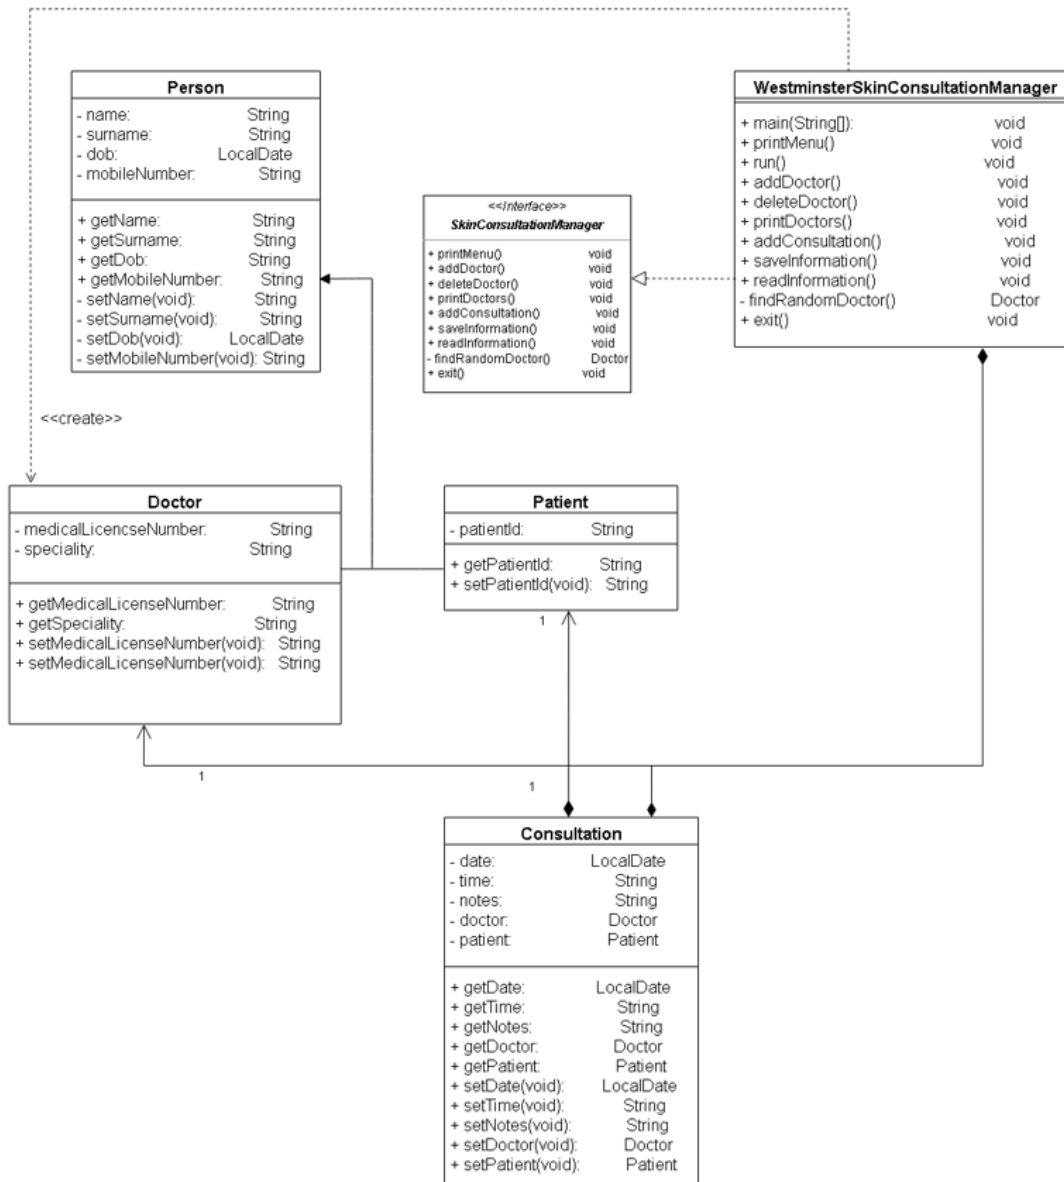 Person
- name: String
- surname: String
- dob: LocalDate
- mobileNumber: String
+ getName: String
+ getSurname: String
+ getDob: String
+ getMobileNumber: String
- setName(void): String
- setSurname(void): String
- setDob(void): LocalDate
- setMobileNumber(void): String
<<Interface>>
SkinConsultationManager
+ printMenu() void
+ addDoctor() void
+ deleteDoctor() void
+ printDoctors() void
+ addConsultation() void
+ saveInformation() void
+ readInformation() void
- findRandomDoctor() Doctor
+ exit() void
WestminsterSkinConsultationManager
+ main(String[]): void
+ printMenu() void
+ run() void
+ addDoctor() void
+ deleteDoctor() void
+ printDoctors() void
+ addConsultation() void
+ saveInformation() void
+ readInformation() void
- findRandomDoctor() Doctor
+ exit() void
<<create>>
Doctor
- medicalLicencseNumber: String
- speciality: String
+ getMedicalLicenseNumber: String
+ getSpeciality: String
+ setMedicalLicenseNumber(void): String
+ setMedicalLicenseNumber(void): String
Patient
- patientId: String
+ getPatientId: String
+ setPatientId(void): String
1
1
1
Consultation
- date: LocalDate
- time: String
- notes: String
- doctor: Doctor
- patient: Patient
+ getDate: LocalDate
+ getTime: String
+ getNotes: String
+ getDoctor: Doctor
+ getPatient: Patient
+ setDate(void): LocalDate
+ setTime(void): String
+ setNotes(void): String
+ setDoctor(void): Doctor
+ setPatient(void): Patient